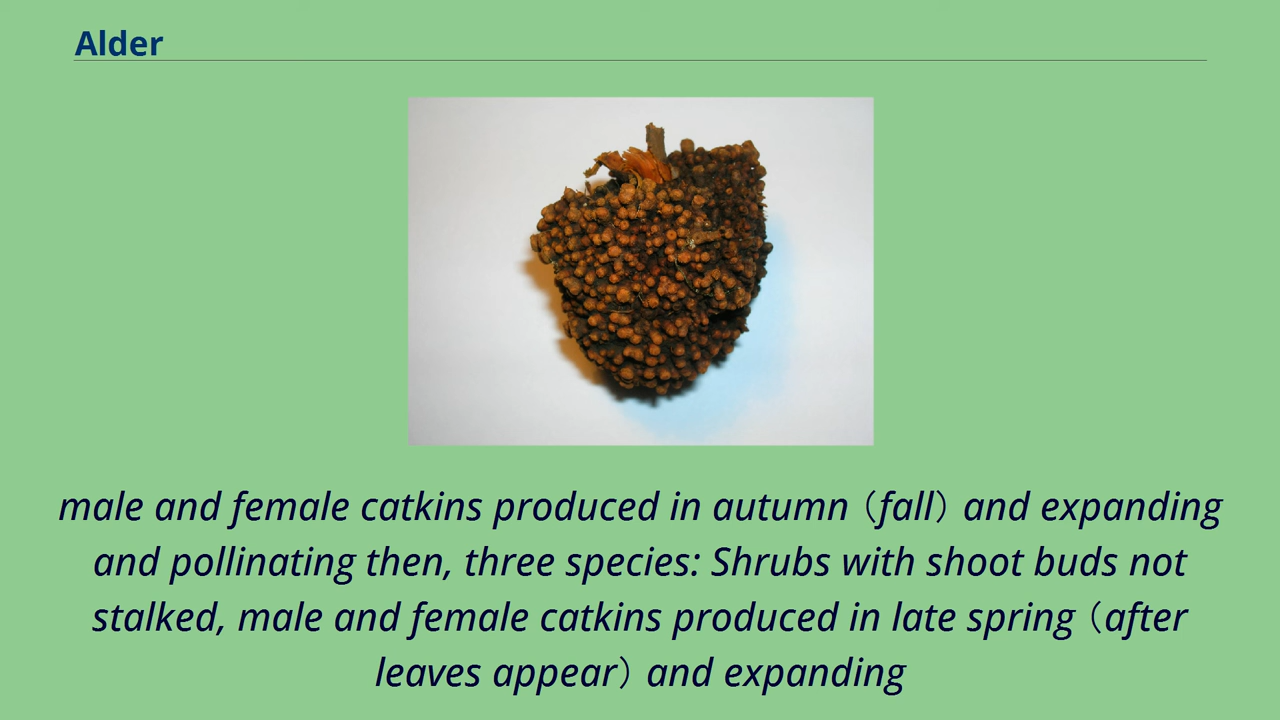 Alder
male and female catkins produced in autumn (fall) and expanding
and pollinating then, three species: Shrubs with shoot buds not
stalked, male and female catkins produced in late spring (after
leaves appear) and expanding